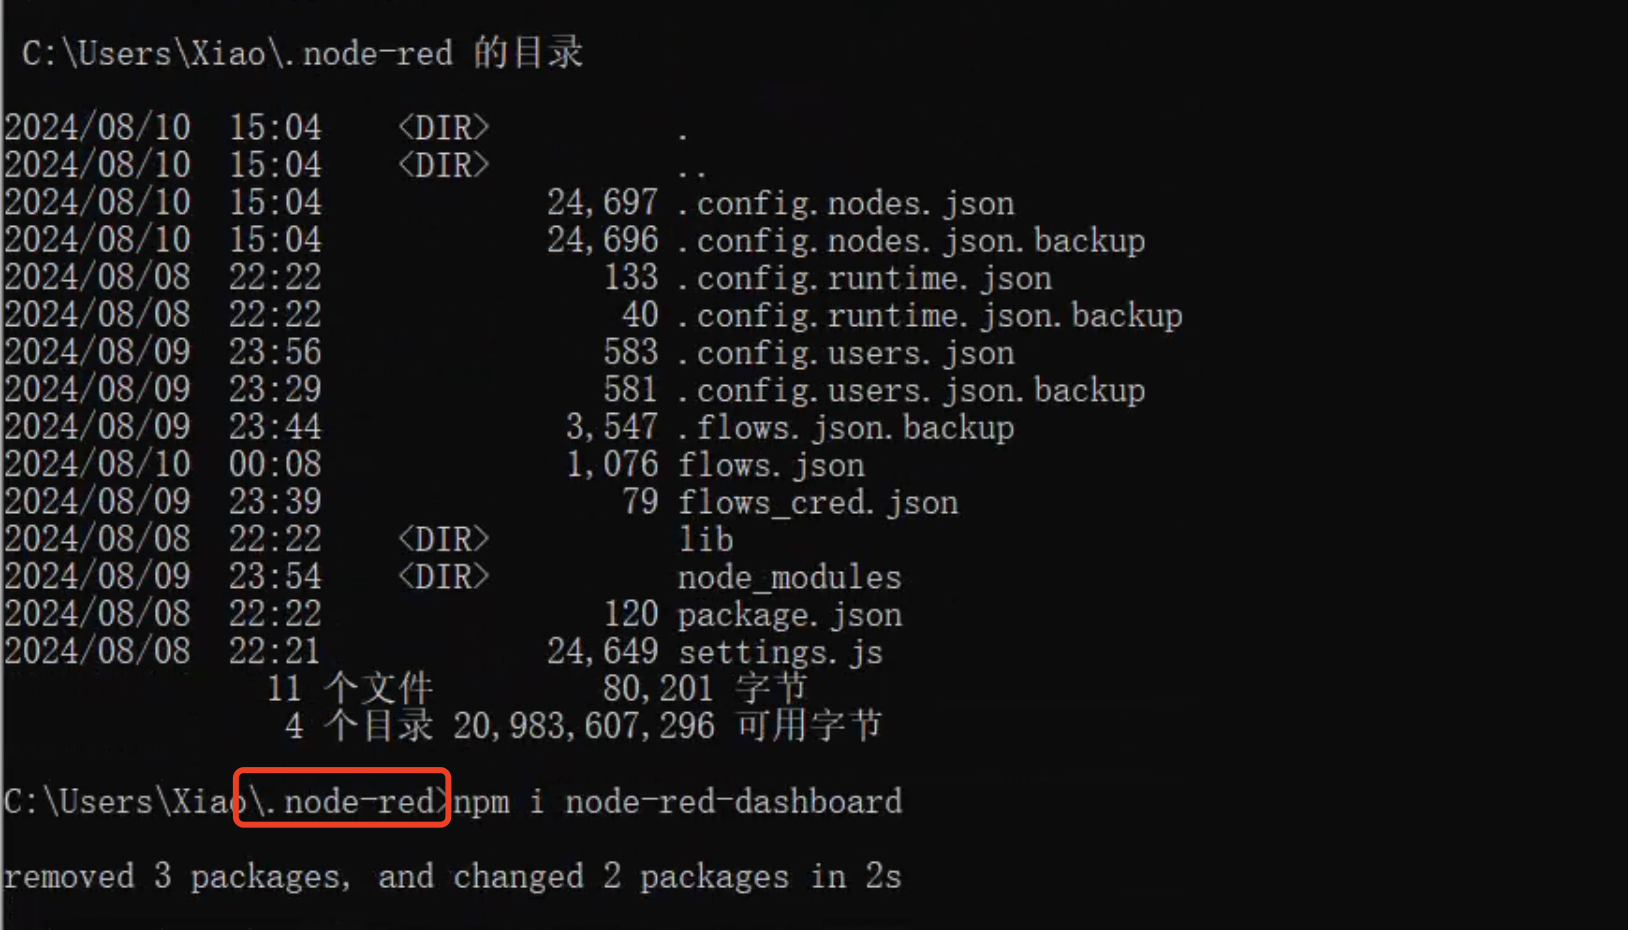 C:\Users\Xiao\.node-red 的目录
2024/08/10  15:04    <DIR>          .
2024/08/10  15:04    <DIR>          ..
2024/08/10  15:04            24,697 .config.nodes.json
2024/08/10  15:04            24,696 .config.nodes.json.backup
2024/08/08  22:22               133 .config.runtime.json
2024/08/08  22:22                40 .config.runtime.json.backup
2024/08/09  23:56               583 .config.users.json
2024/08/09  23:29               581 .config.users.json.backup
2024/08/09  23:44             3,547 .flows.json.backup
2024/08/10  00:08             1,076 flows.json
2024/08/09  23:39                79 flows_cred.json
2024/08/08  22:22    <DIR>          lib
2024/08/09  23:54    <DIR>          node_modules
2024/08/08  22:22               120 package.json
2024/08/08  22:21            24,649 settings.js
11 个文件         80,201 字节
4 个目录 20,983,607,296 可用字节
C:\Users\Xiao\.node-red>npm i node-red-dashboard
removed 3 packages, and changed 2 packages in 2s